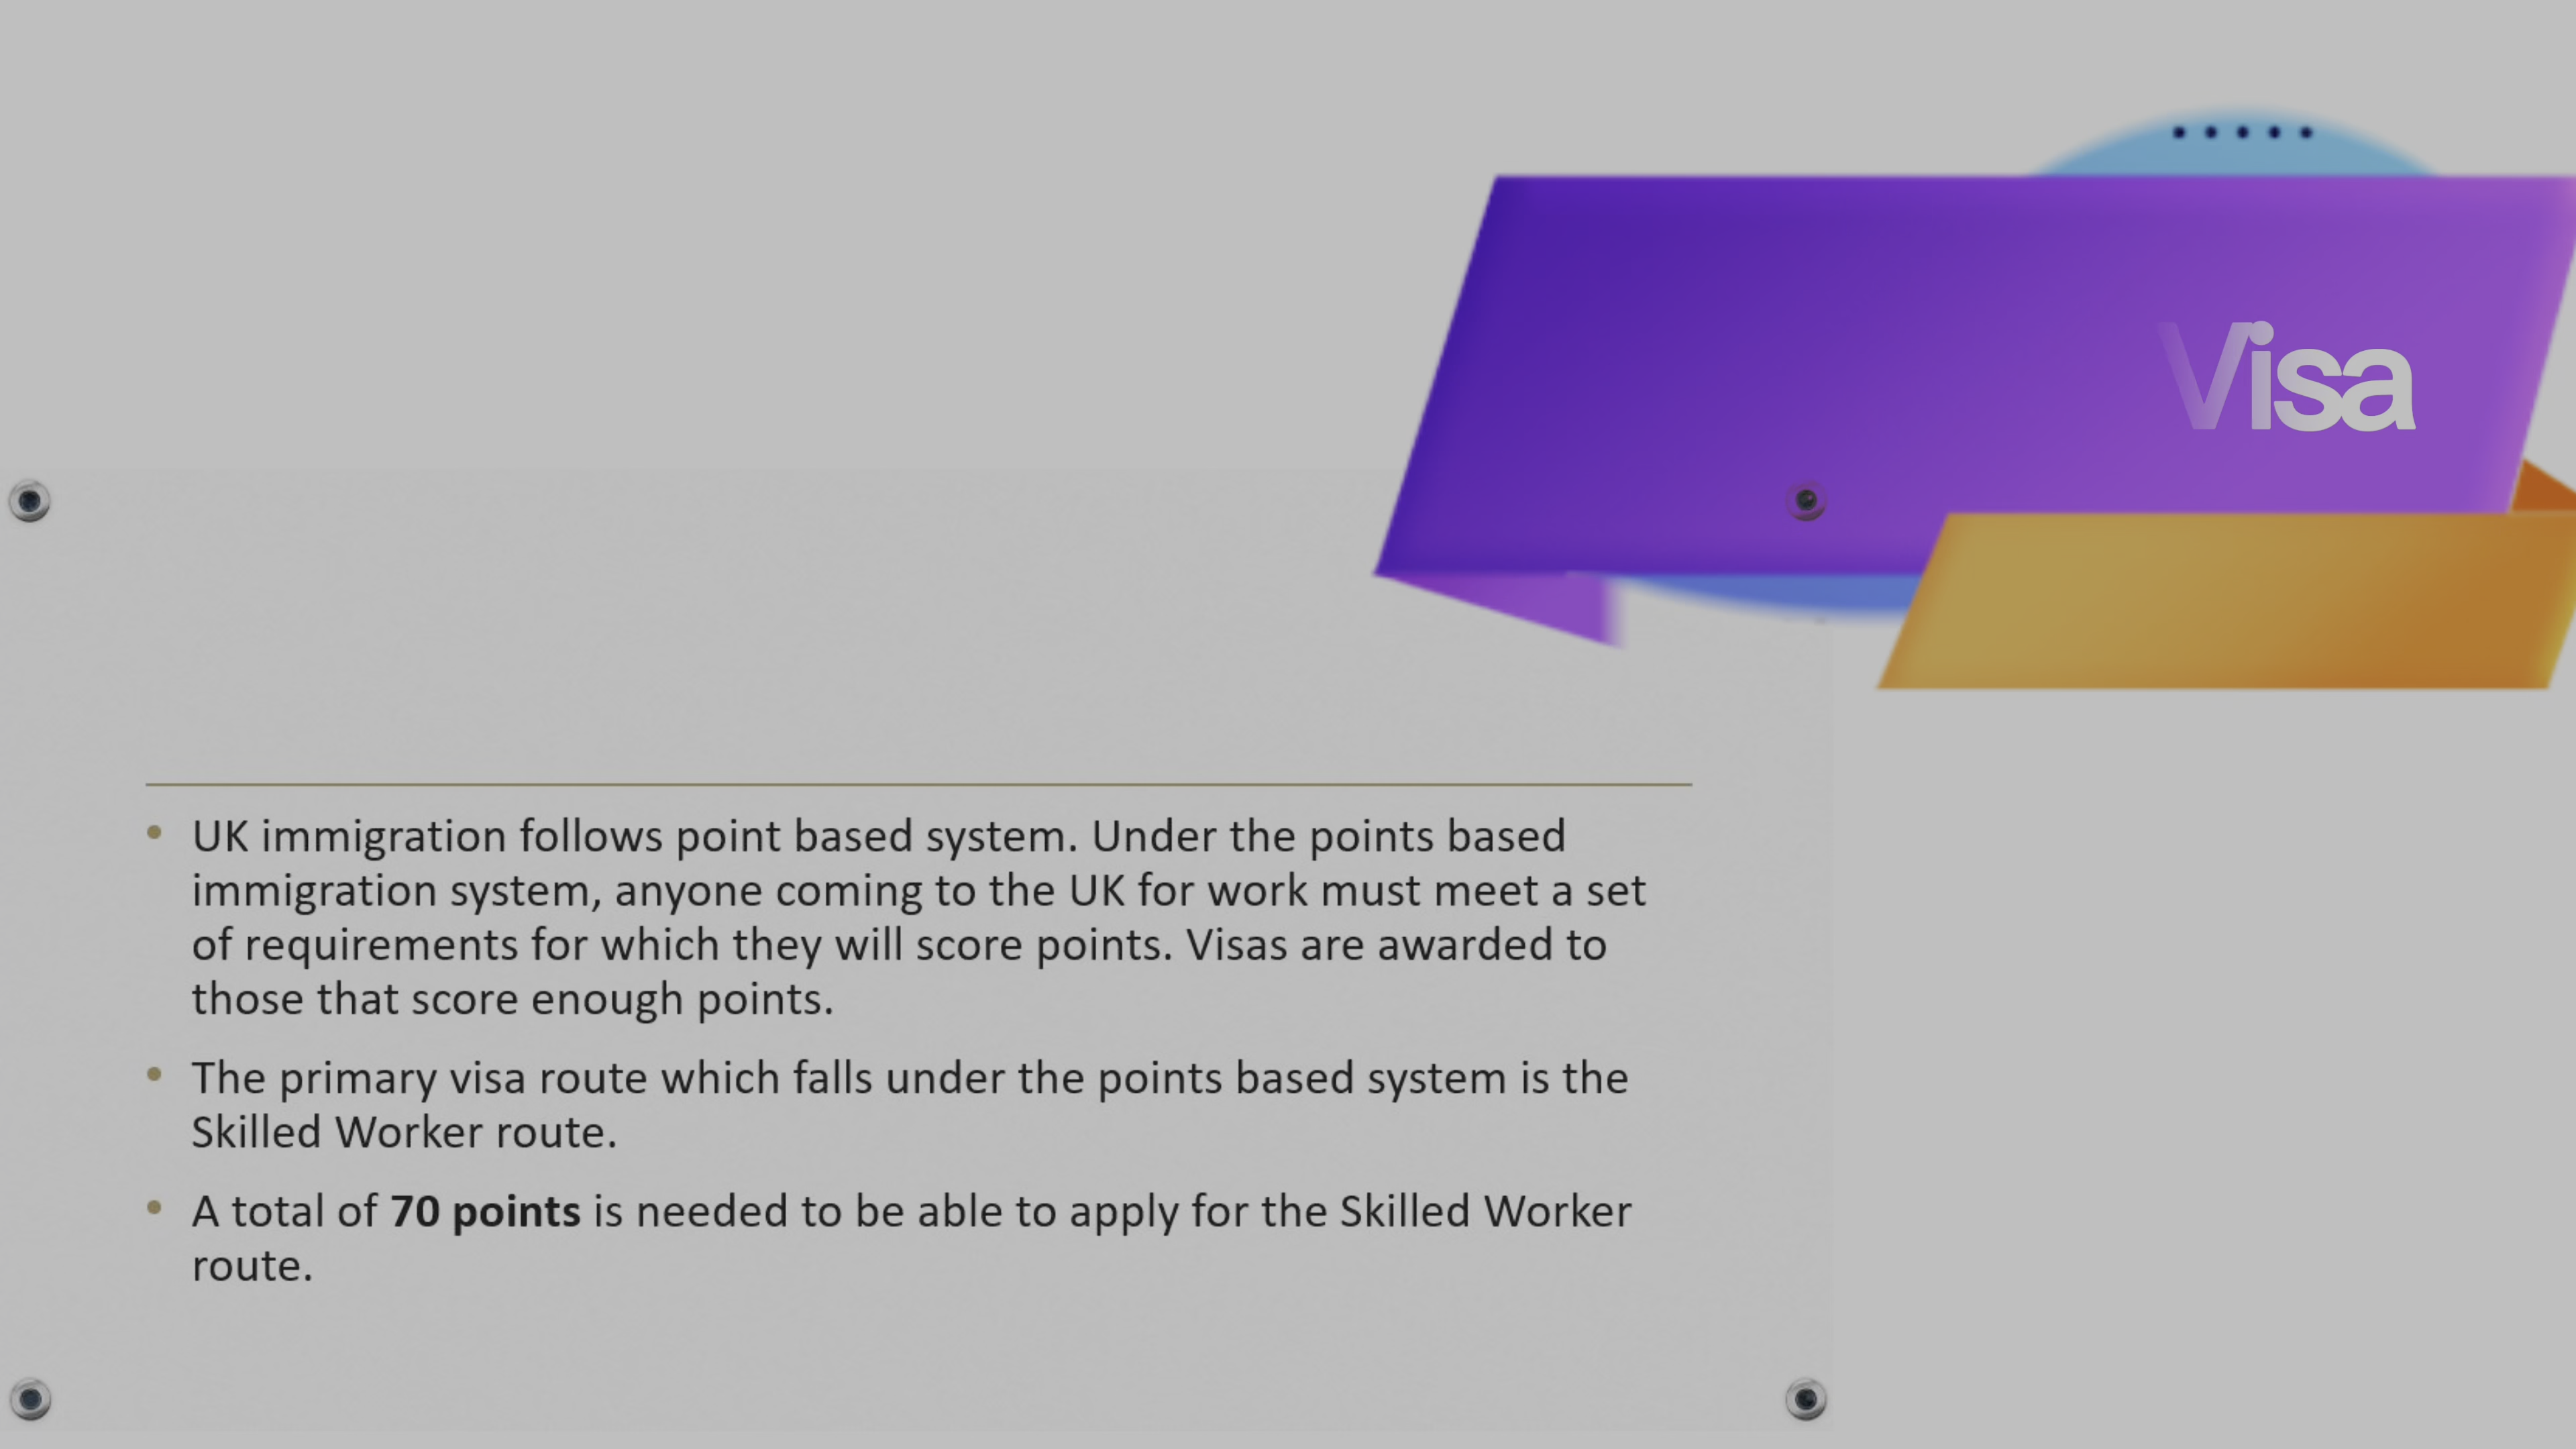 Visa
• UK immigration follows point based system. Under the points based
immigration system, anyone coming to the UK for work must meet a set
of requirements for which they will score points. Visas are awarded to
those that score enough points.
• The primary visa route which falls under the points based system is the
Skilled Worker route.
• A total of 70 points is needed to be able to apply for the Skilled Worker
route.